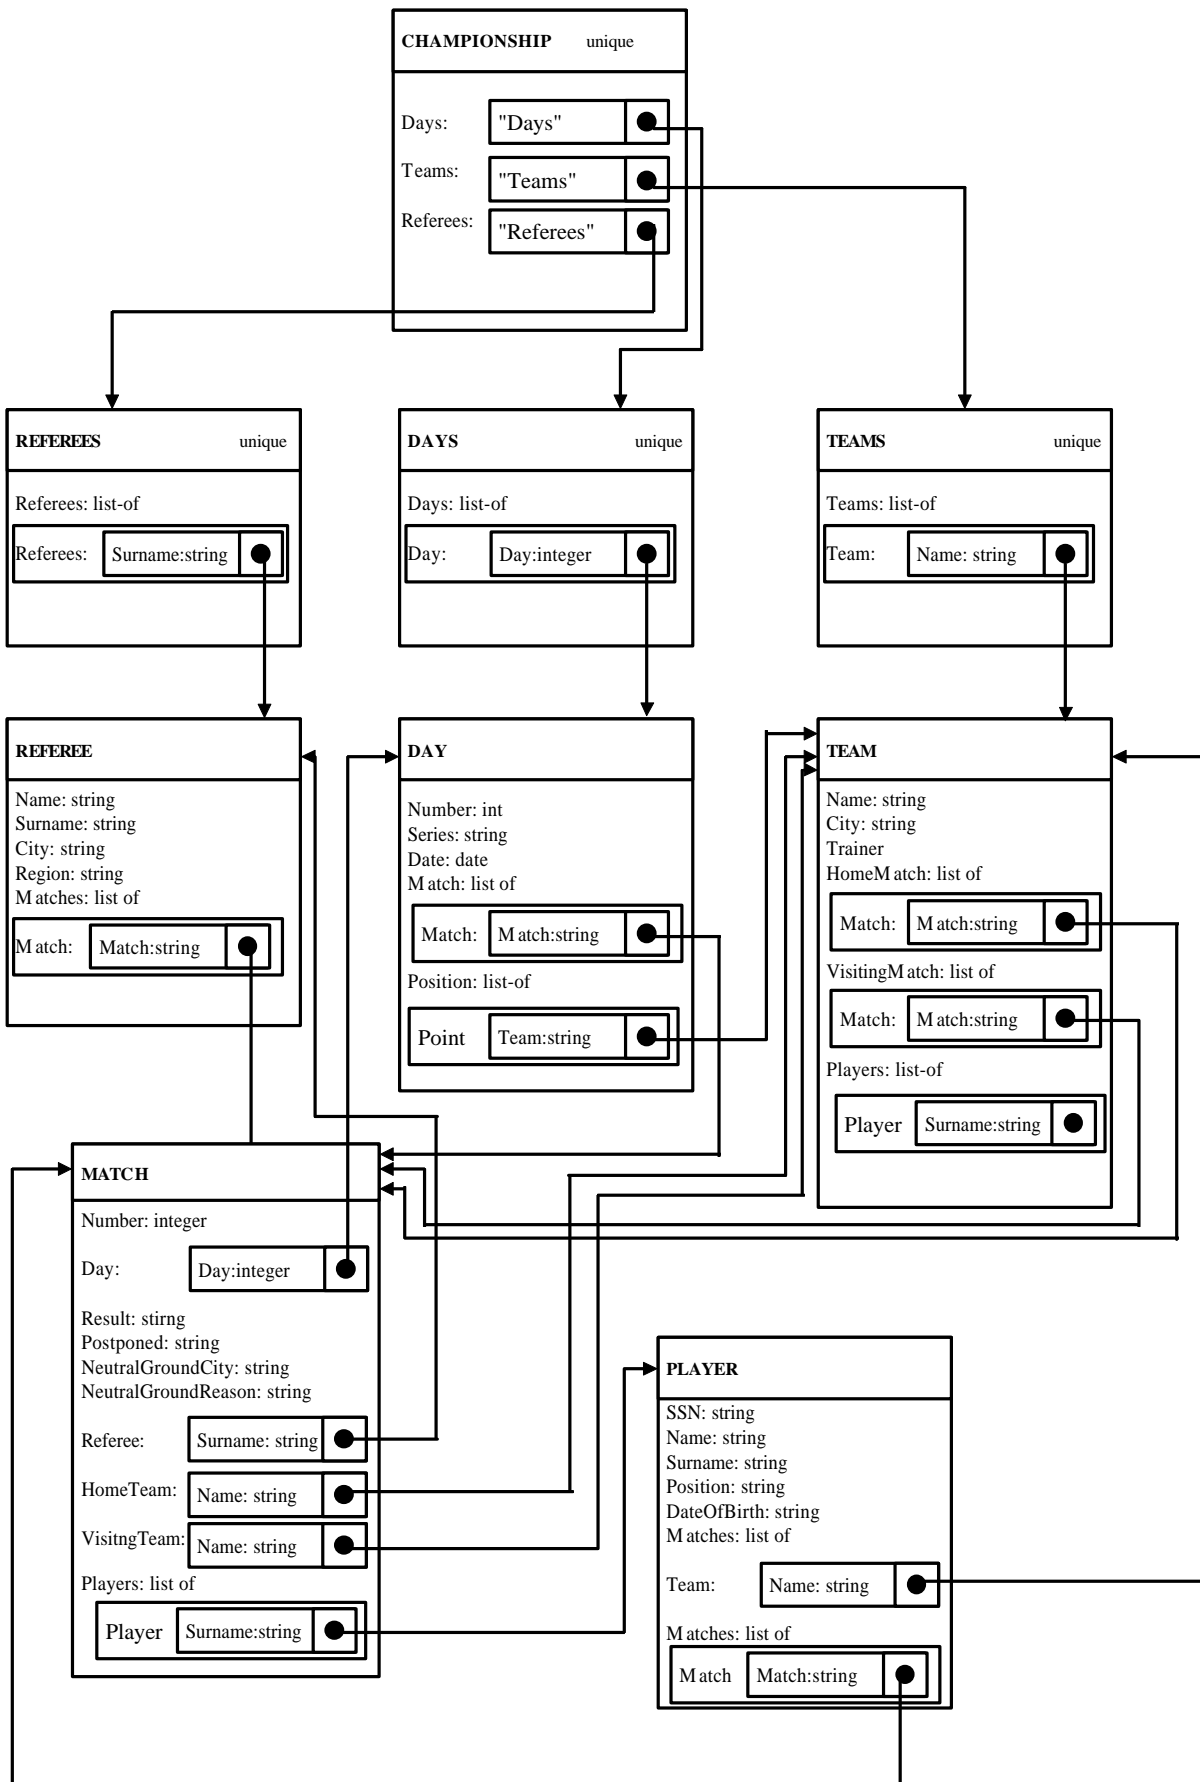 CHAMPIONSHIP unique
Days: "Days"
Teams: "Teams"
Referees: "Referees"
REFEREES unique
Referees: list-of
Referees: Surname:string
DAYS unique
Days: list-of
Day: Day:integer
TEAMS unique
Teams: list-of
Team: Name: string
REFEREE
Name: string
Surname: string
City: string
Region: string
Matches: list of
Match: Match:string
DAY
Number: int
Series: string
Date: date
Match: list of
Match: Match:string
Position: list-of
Point Team:string
TEAM
Name: string
City: string
Trainer
HomeMatch: list of
Match: Match:string
VisitingMatch: list of
Match: Match:string
Players: list-of
Player Surname:string
MATCH
Number: integer
Day: Day:integer
Result: stirng
Postponed: string
NeutralGroundCity: string
NeutralGroundReason: string
Referee: Surname: string
HomeTeam: Name: string
VisitngTeam: Name: string
Players: list of
Player Surname:string
PLAYER
SSN: string
Name: string
Surname: string
Position: string
DateOfBirth: string
Matches: list of
Team: Name: string
Matches: list of
Match Match:string